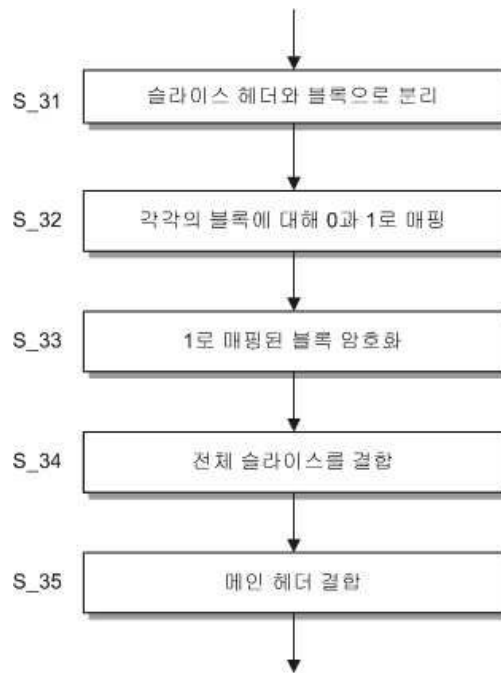 S_31 슬라이스 헤더와 블록으로 분리
S_32 각각의 블록에 대해 0과 1로 매핑
S_33 1로 매핑된 블록 암호화
S_34 전체 슬라이스를 결합
S_35 메인 헤더 결합